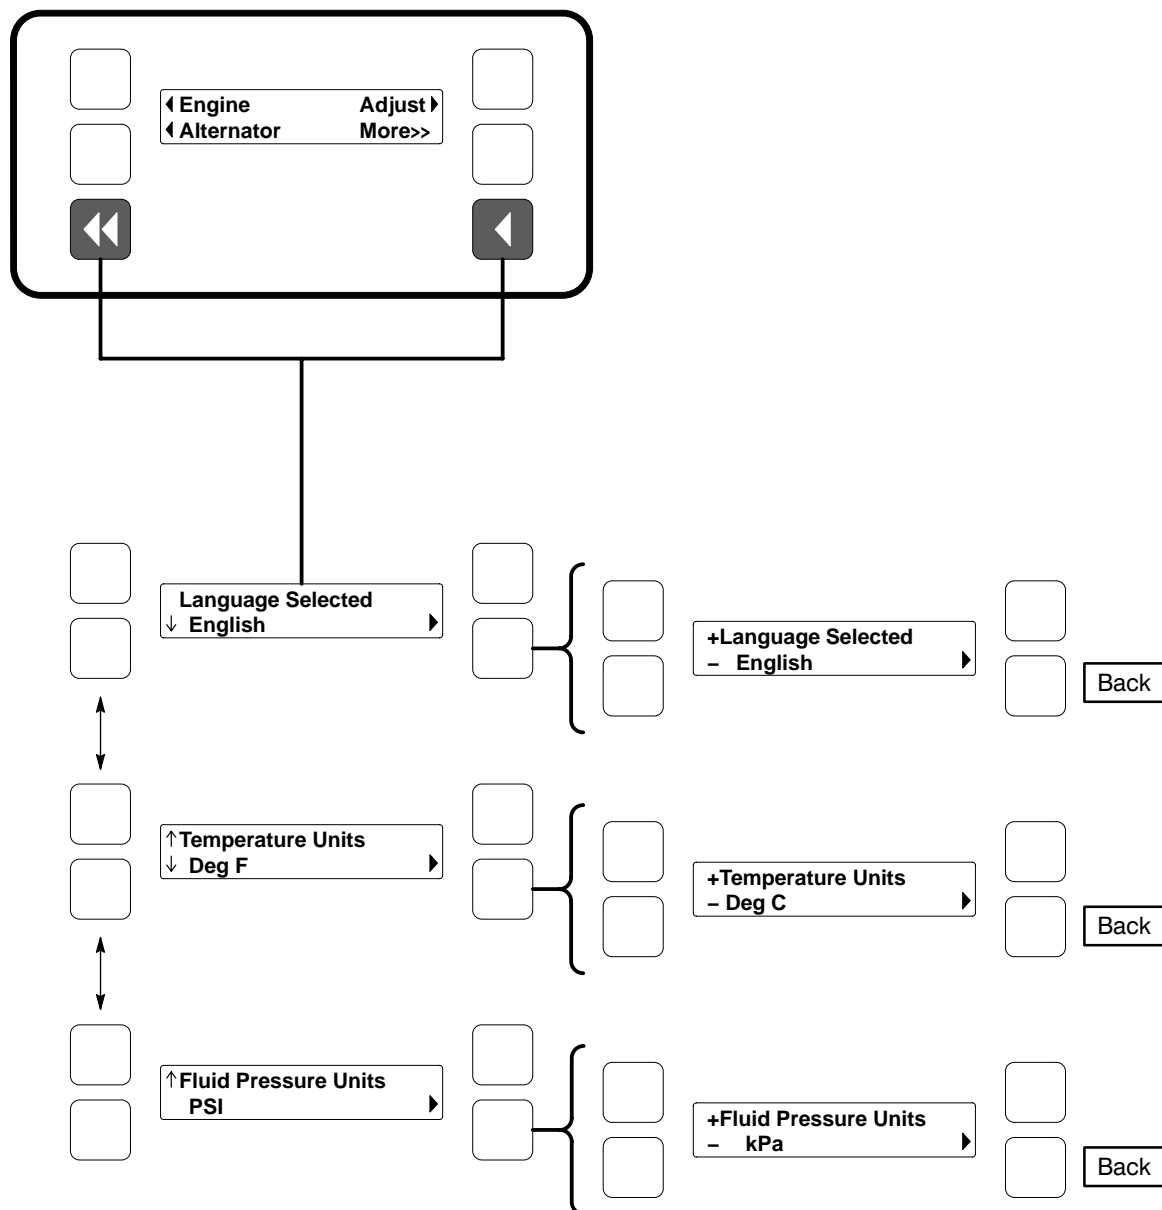 Engine Adjust
Alternator More>>
Language Selected
↓ English
+Language Selected
– English
Back
↑Temperature Units
↓ Deg F
+Temperature Units
– Deg C
Back
↑Fluid Pressure Units
PSI
+Fluid Pressure Units
– kPa
Back